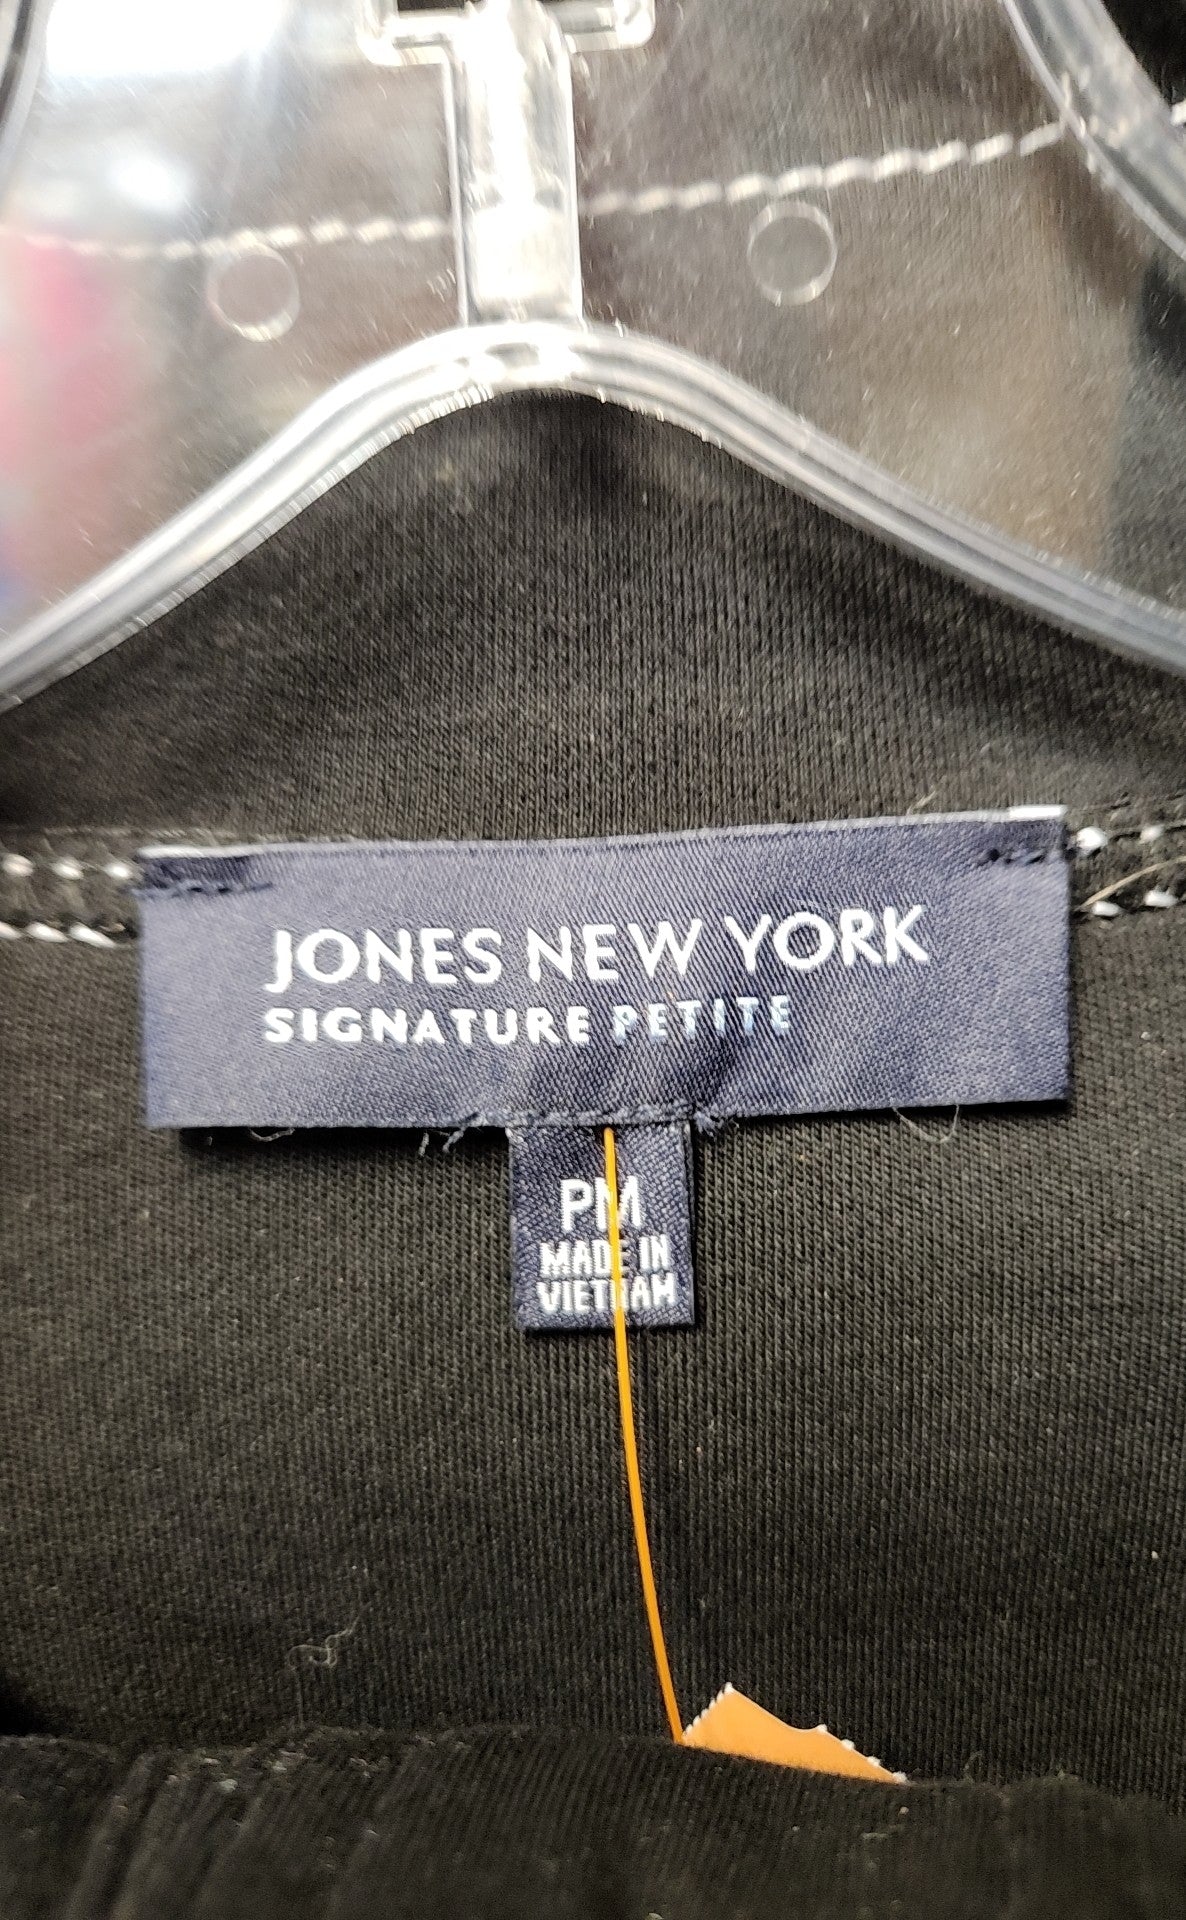 JONES NEW YORK
SIGNATURE PETITE
PM
MADE IN
VIETNAM